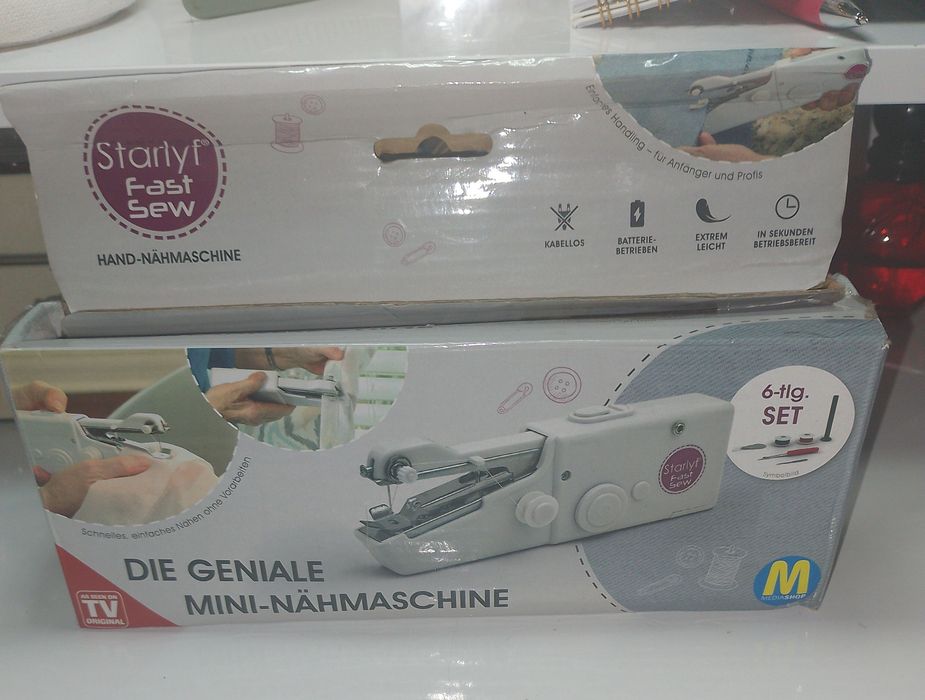 Starlyf®
Fast
Sew
HAND-NÄHMASCHINE
Einfaches Handling – für Anfänger und Profis
KABELLOS
BATTERIE-
BETRIEBEN
EXTREM
LEICHT
IN SEKUNDEN
BETRIEBSBEREIT
Schnelles, einfaches Nähen ohne Vorarbeiten
Starlyf
Fast
Sew
6-tlg.
SET
Symbolbild
DIE GENIALE
MINI-NÄHMASCHINE
AS SEEN ON
TV
ORIGINAL
M
MEDIASHOP